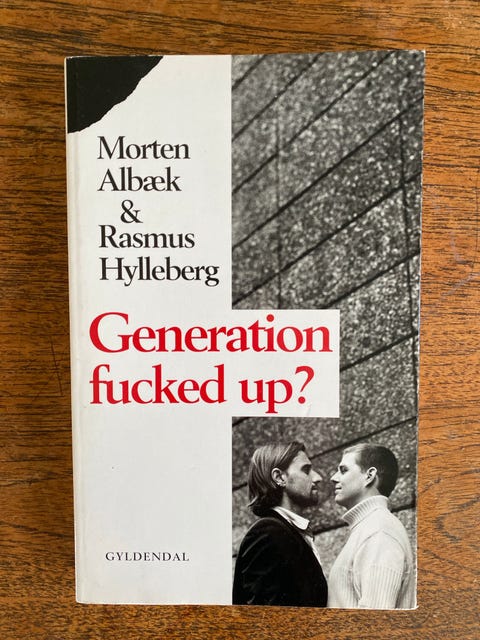 Morten
Albæk
&
Rasmus
Hylleberg
Generation
fucked up?
GYLDENDAL